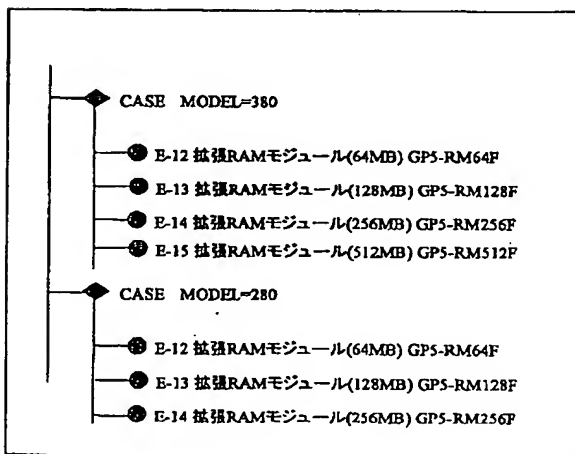 CASE MODEL=380
E-12 拡張RAMモジュール(64MB) GP5-RM64F
E-13 拡張RAMモジュール(128MB) GP5-RM128F
E-14 拡張RAMモジュール(256MB) GP5-RM256F
E-15 拡張RAMモジュール(512MB) GP5-RM512F
CASE MODEL=280
E-12 拡張RAMモジュール(64MB) GP5-RM64F
E-13 拡張RAMモジュール(128MB) GP5-RM128F
E-14 拡張RAMモジュール(256MB) GP5-RM256F